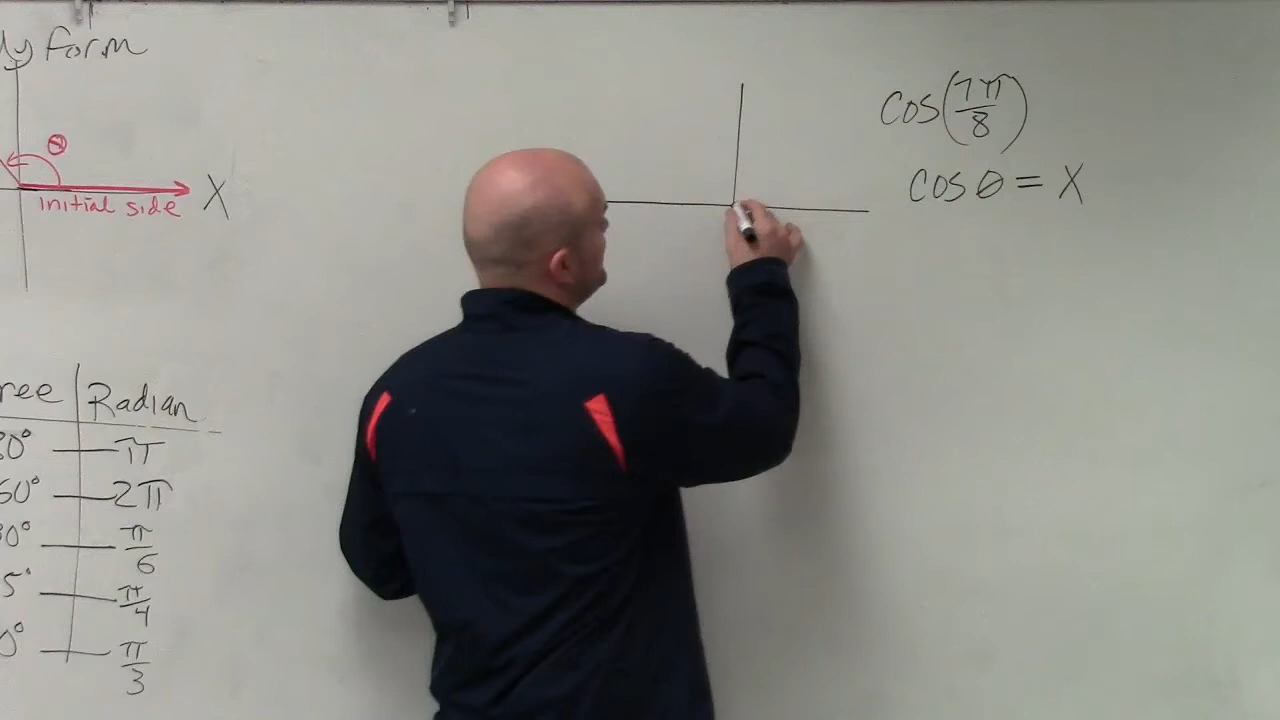 form
θ
initial side
X
Radian
π
2π
π/6
π/4
π/3
cos(7π/8)
cos θ = X